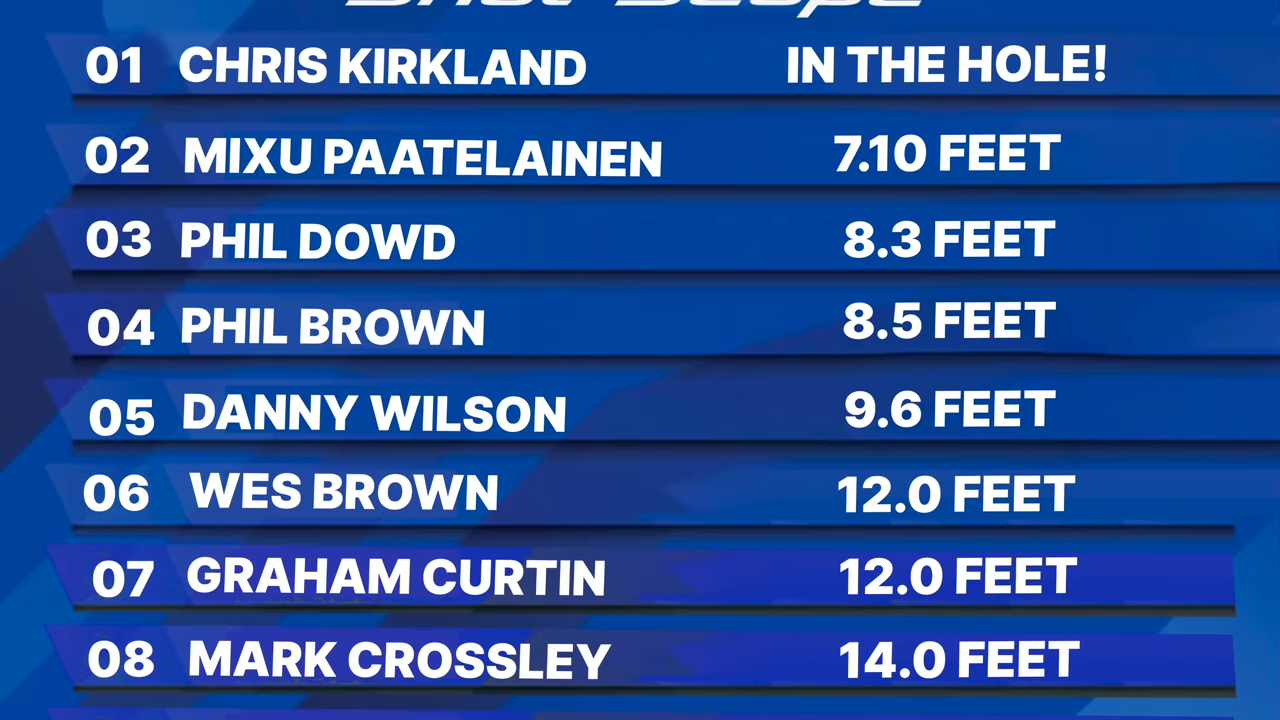 Shot Scope
01 CHRIS KIRKLAND IN THE HOLE!
02 MIXU PAATELAINEN 7.10 FEET
03 PHIL DOWD 8.3 FEET
04 PHIL BROWN 8.5 FEET
05 DANNY WILSON 9.6 FEET
06 WES BROWN 12.0 FEET
07 GRAHAM CURTIN 12.0 FEET
08 MARK CROSSLEY 14.0 FEET